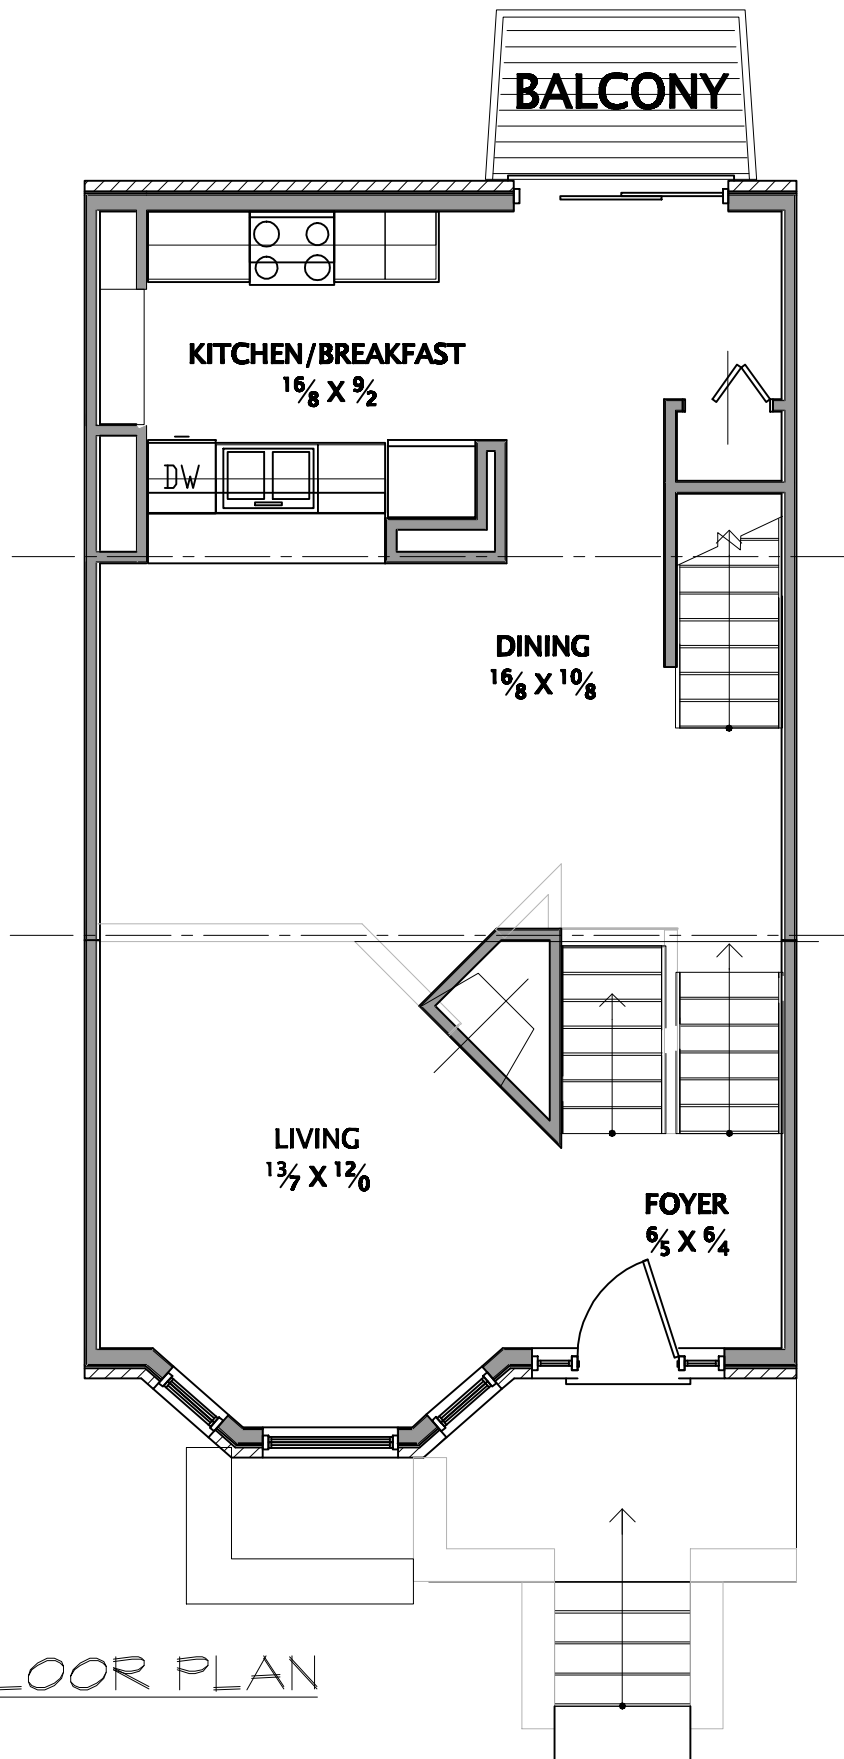 BALCONY
KITCHEN/BREAKFAST
16/8 X 9/2
DW
DINING
16/8 X 10/8
LIVING
13/7 X 12/0
FOYER
6/5 X 6/4
LOOR PLAN